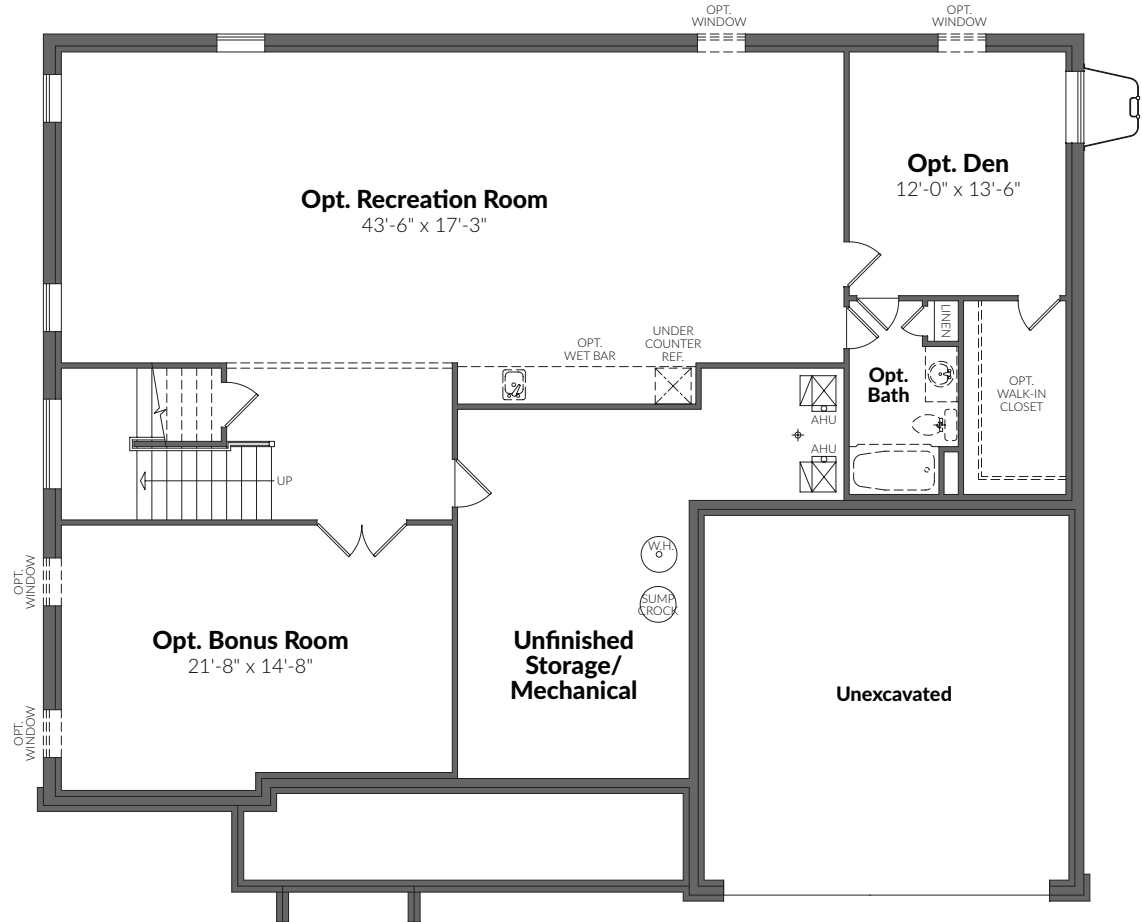 OPT.
WINDOW
OPT.
WINDOW
Opt. Recreation Room
43'-6" x 17'-3"
Opt. Den
12'-0" x 13'-6"
OPT.
WET BAR
UNDER
COUNTER
REF.
LINEN
Opt.
Bath
OPT.
WALK-IN
CLOSET
AHU
AHU
UP
OPT.
WINDOW
W.H.
SUMP
CROCK
Opt. Bonus Room
21'-8" x 14'-8"
Unfinished
Storage/
Mechanical
Unexcavated
OPT.
WINDOW